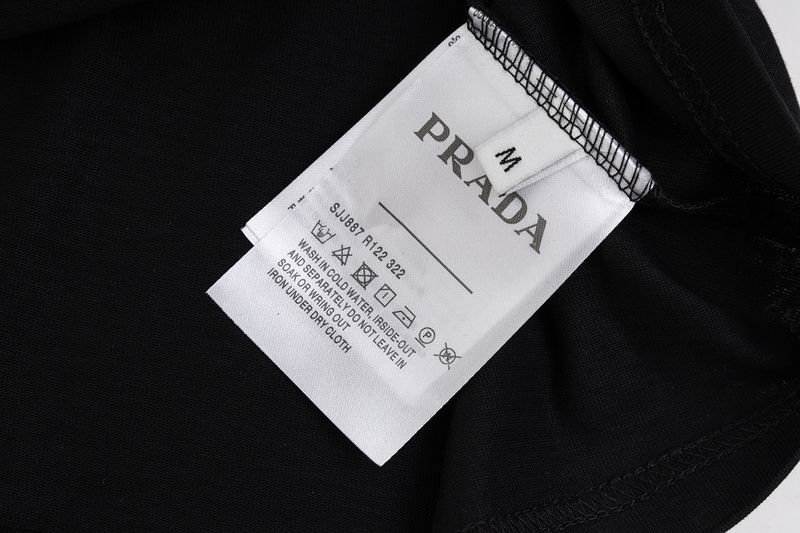 PRADA
M
SJJ887 R122 322
WASH IN COLD WATER, IRSIDE-OUT
AND SEPARATELY DO NOT LEAVE IN
SOAK OR WRING OUT
IRON UNDER DRY CLOTH